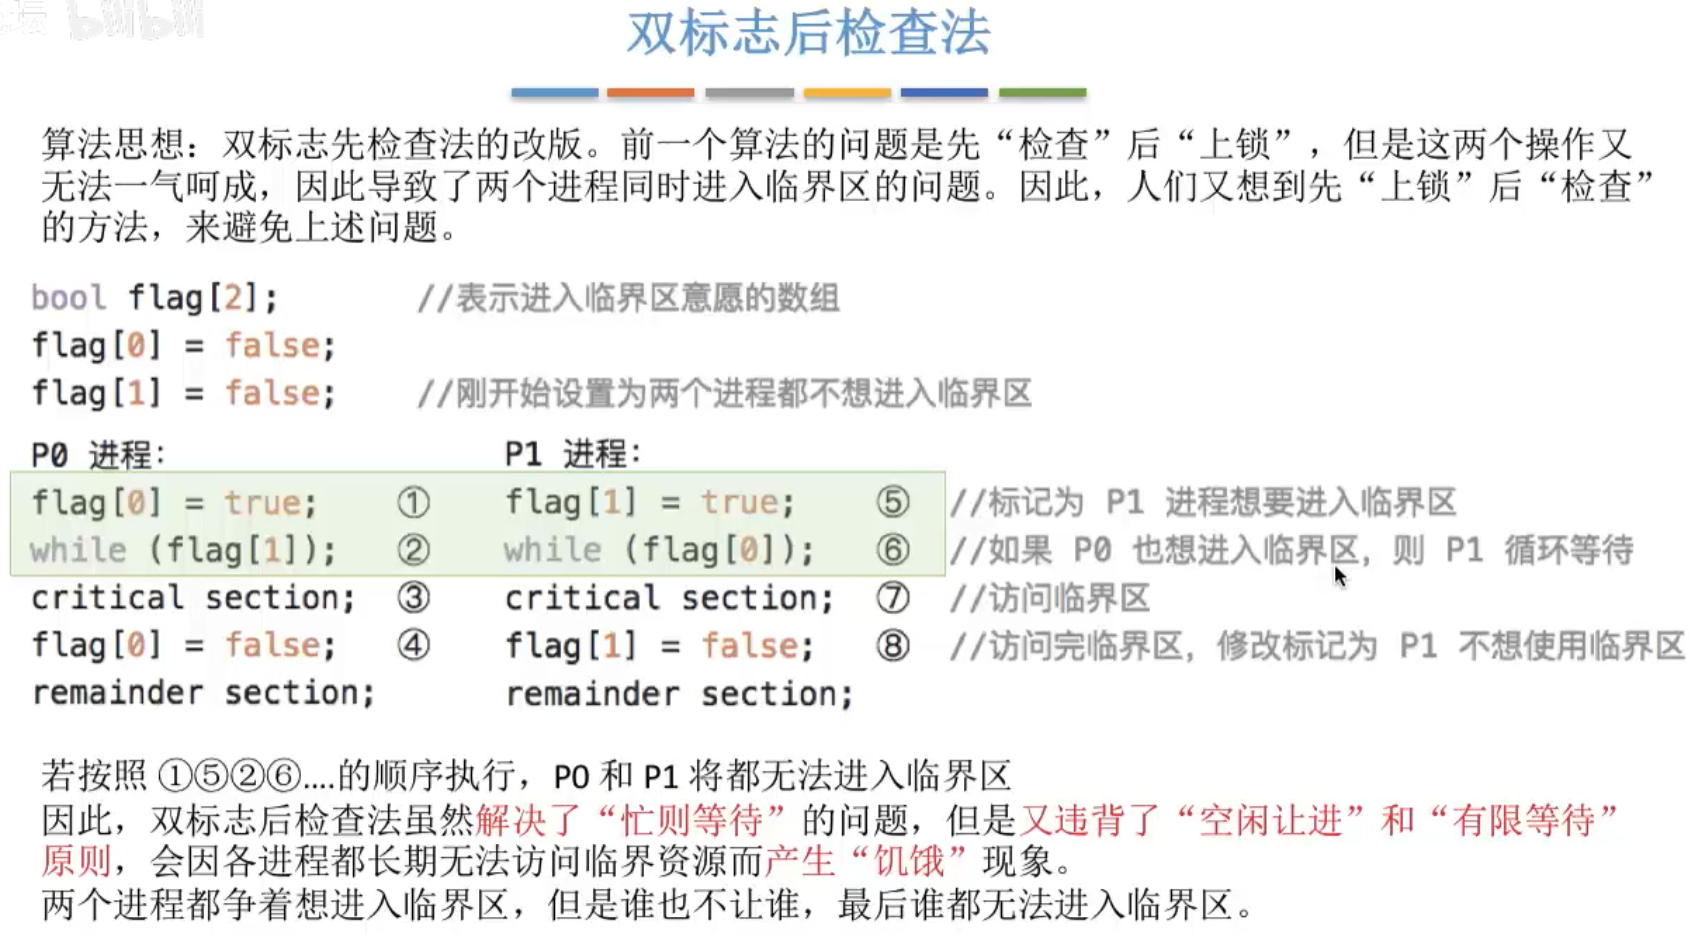 坛 bilibili
双标志后检查法
算法思想：双标志先检查法的改版。前一个算法的问题是先“检查”后“上锁”，但是这两个操作又
无法一气呵成，因此导致了两个进程同时进入临界区的问题。因此，人们又想到先“上锁”后“检查”
的方法，来避免上述问题。
bool flag[2]; //表示进入临界区意愿的数组
flag[0] = false;
flag[1] = false; //刚开始设置为两个进程都不想进入临界区
P0 进程： P1 进程：
flag[0] = true; ① flag[1] = true; ⑤ //标记为 P1 进程想要进入临界区
while (flag[1]); ② while (flag[0]); ⑥ //如果 P0 也想进入临界区，则 P1 循环等待
critical section; ③ critical section; ⑦ //访问临界区
flag[0] = false; ④ flag[1] = false; ⑧ //访问完临界区，修改标记为 P1 不想使用临界区
remainder section; remainder section;
若按照 ①⑤②⑥....的顺序执行，P0 和 P1 将都无法进入临界区
因此，双标志后检查法虽然解决了“忙则等待”的问题，但是又违背了“空闲让进”和“有限等待”
原则，会因各进程都长期无法访问临界资源而产生“饥饿”现象。
两个进程都争着想进入临界区，但是谁也不让谁，最后谁都无法进入临界区。